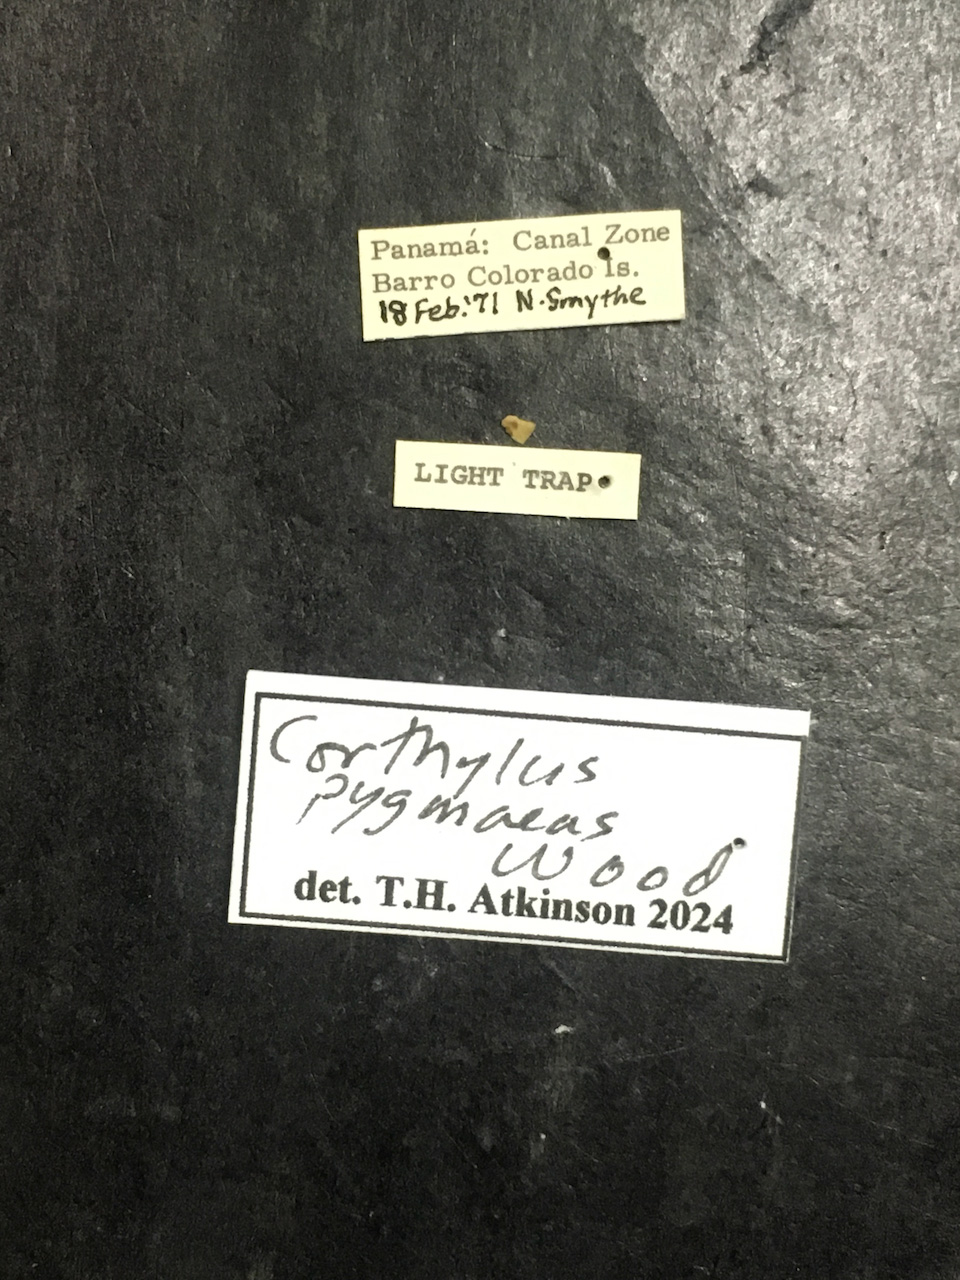 Panamá: Canal Zone
Barro Colorado Is.
18 Feb.'71 N. Smythe
LIGHT TRAP
Corthylus
pygmaeus
Wood
det. T.H. Atkinson 2024